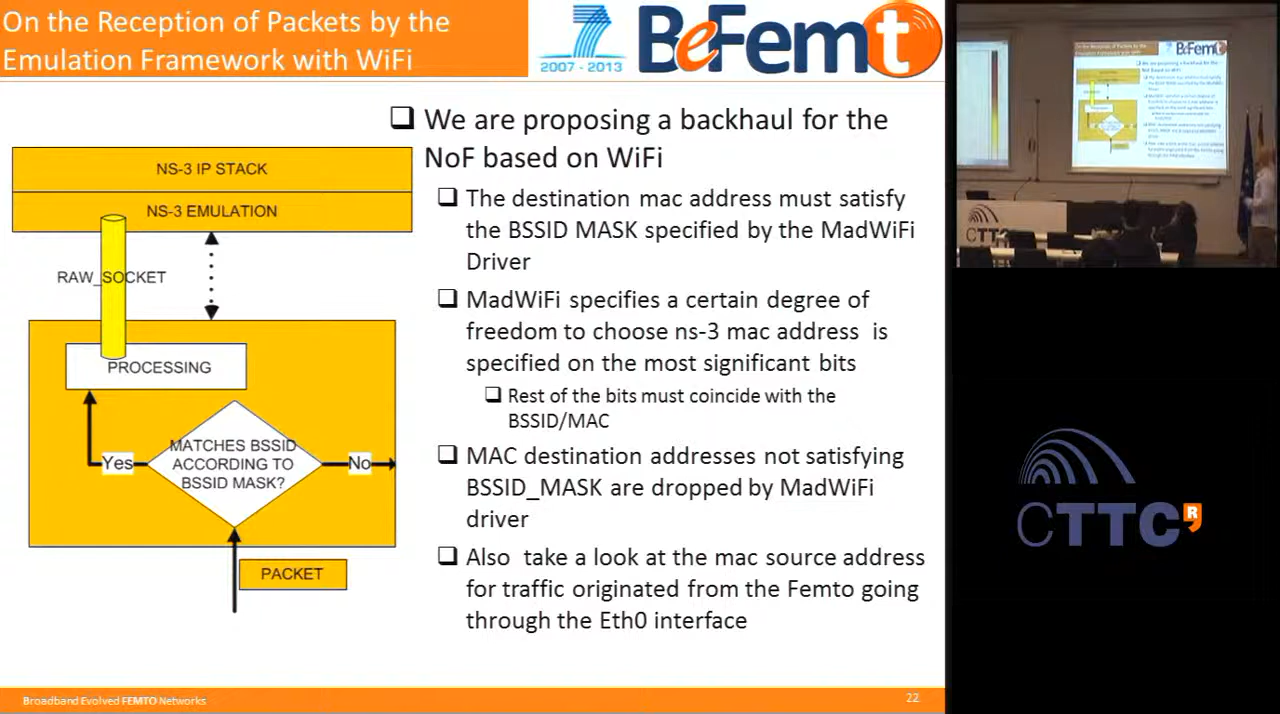 On the Reception of Packets by the
Emulation Framework with WiFi
7
2007 - 2013
BeFemt
❑ We are proposing a backhaul for the
NoF based on WiFi
❑ The destination mac address must satisfy
the BSSID MASK specified by the MadWiFi
Driver
❑ MadWiFi specifies a certain degree of
freedom to choose ns-3 mac address is
specified on the most significant bits
❑ Rest of the bits must coincide with the
BSSID/MAC
❑ MAC destination addresses not satisfying
BSSID_MASK are dropped by MadWiFi
driver
❑ Also take a look at the mac source address
for traffic originated from the Femto going
through the Eth0 interface
NS-3 IP STACK
NS-3 EMULATION
RAW_SOCKET
PROCESSING
MATCHES BSSID
ACCORDING TO
BSSID MASK?
Yes
No
PACKET
Broadband Evolved FEMTO Networks
22
CTTC
CTTC R